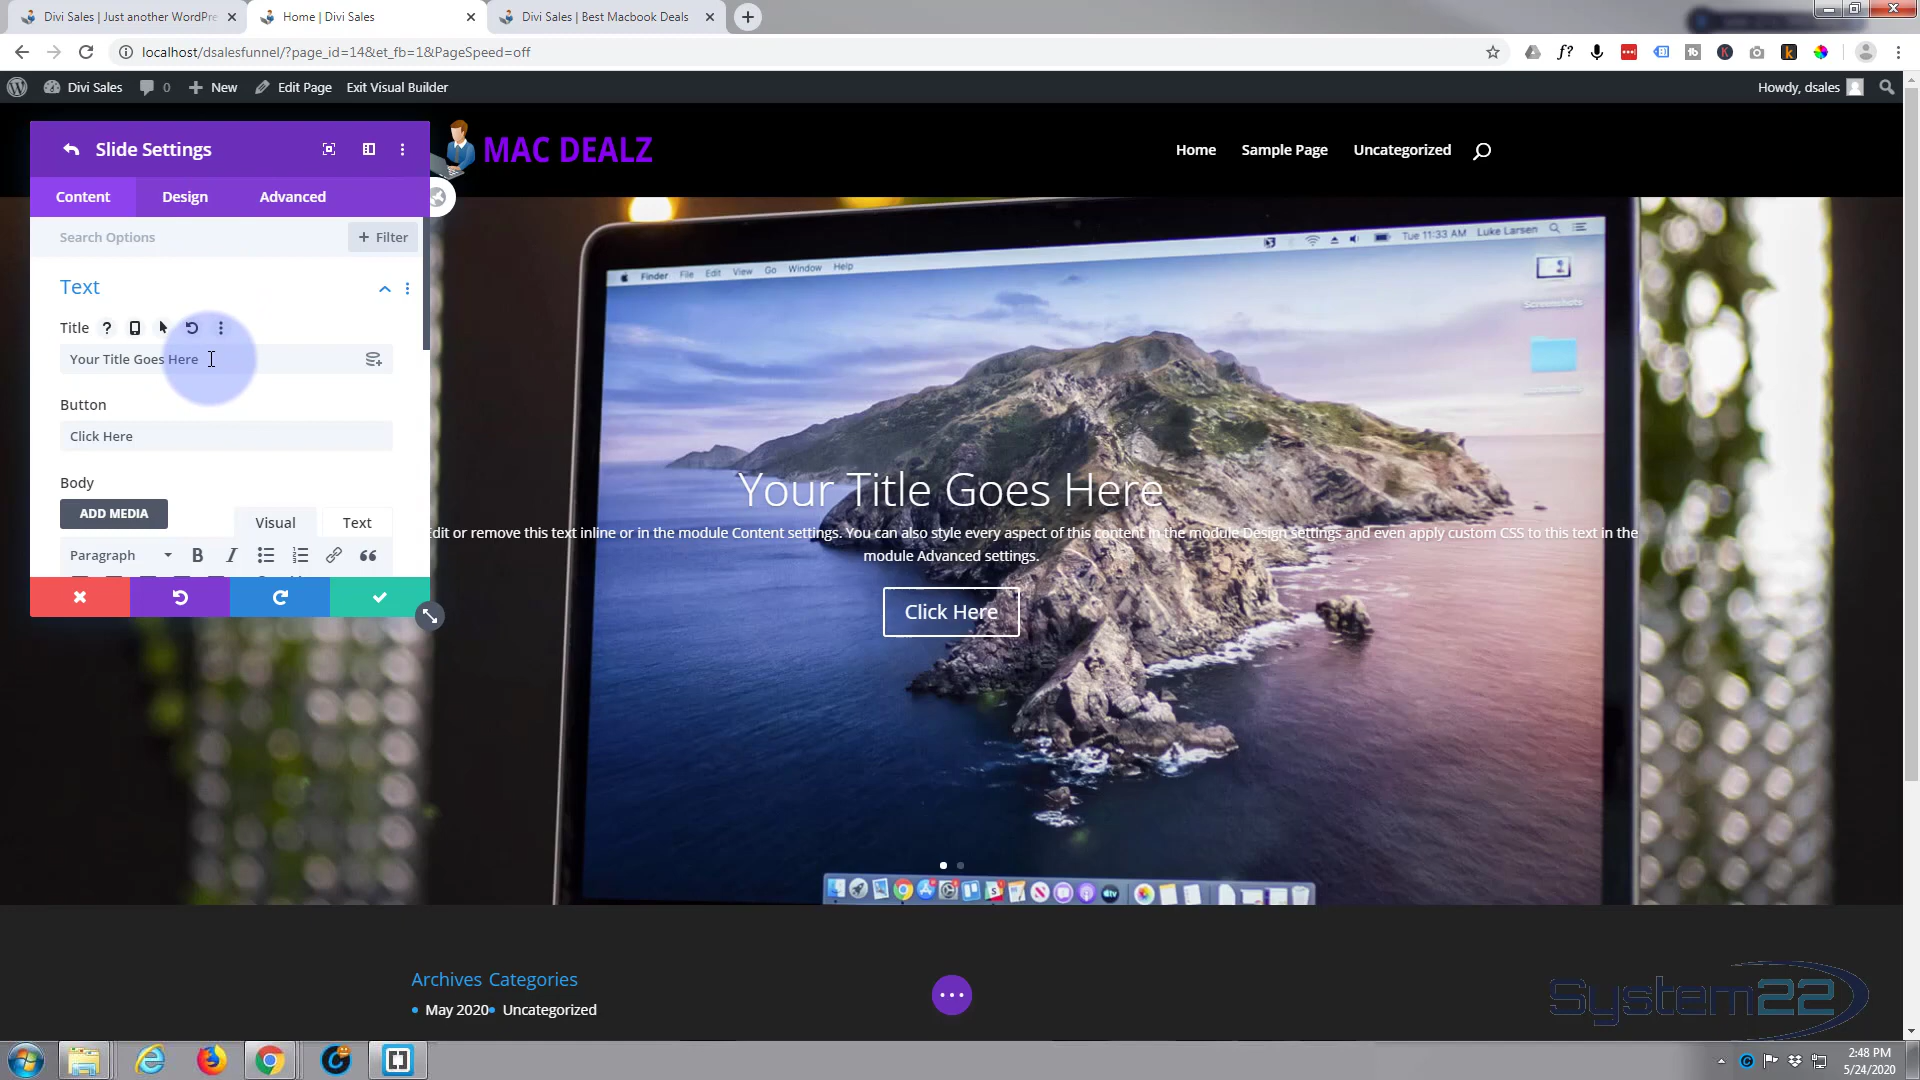 Divi Sales | Just another WordPre
Home | Divi Sales
Divi Sales | Best Macbook Deals
localhost/dsalesfunnel/?page_id=14&et_fb=1&PageSpeed=off
Divi Sales
0
New
Edit Page
Exit Visual Builder
Howdy, dsales
Slide Settings
MAC DEALZ
Home
Sample Page
Uncategorized
Content
Design
Advanced
Search Options
+ Filter
Text
Title
Your Title Goes Here
Button
Click Here
Body
ADD MEDIA
Visual
Text
Paragraph
B
I
Finder File Edit View Go Window Help
Tue 11:33 AM Luke Larsen
Screenshots
Your Title Goes Here
Edit or remove this text inline or in the module Content settings. You can also style every aspect of this content in the module Design settings and even apply custom CSS to this text in the
module Advanced settings.
Click Here
Archives
Categories
May 2020
Uncategorized
System22
2:48 PM
5/24/2020